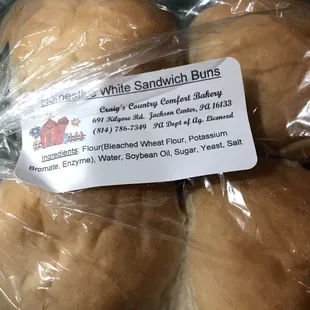 White Sandwich Buns
Craig's Country Comfort Bakery
691 Kilgore Rd. Jackson Center, PA 16133
(814) 786-7349 PA Dept of Ag. Licensed
Ingredients: Flour(Bleached Wheat Flour, Potassium
Bromate, Enzyme), Water, Soybean Oil, Sugar, Yeast, Salt